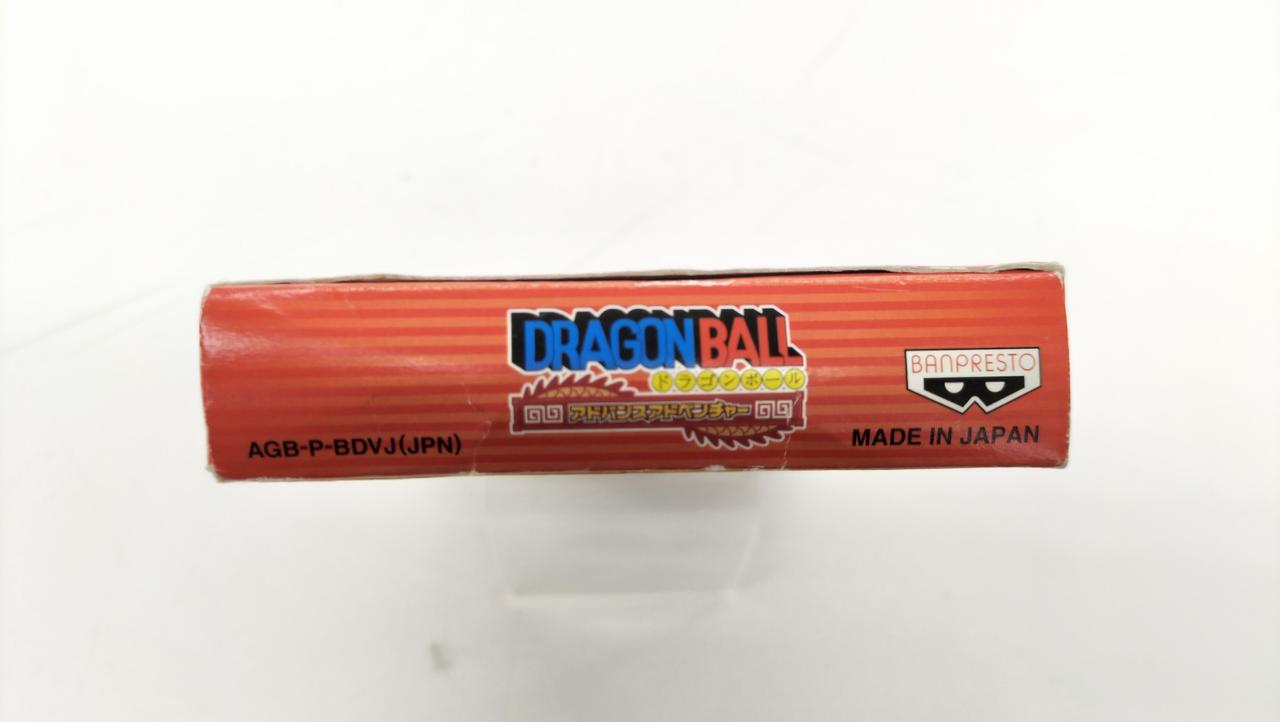 DRAGON BALL
ドラゴンボール
アドバンスアドベンチャー
AGB-P-BDVJ(JPN)
BANPRESTO
MADE IN JAPAN